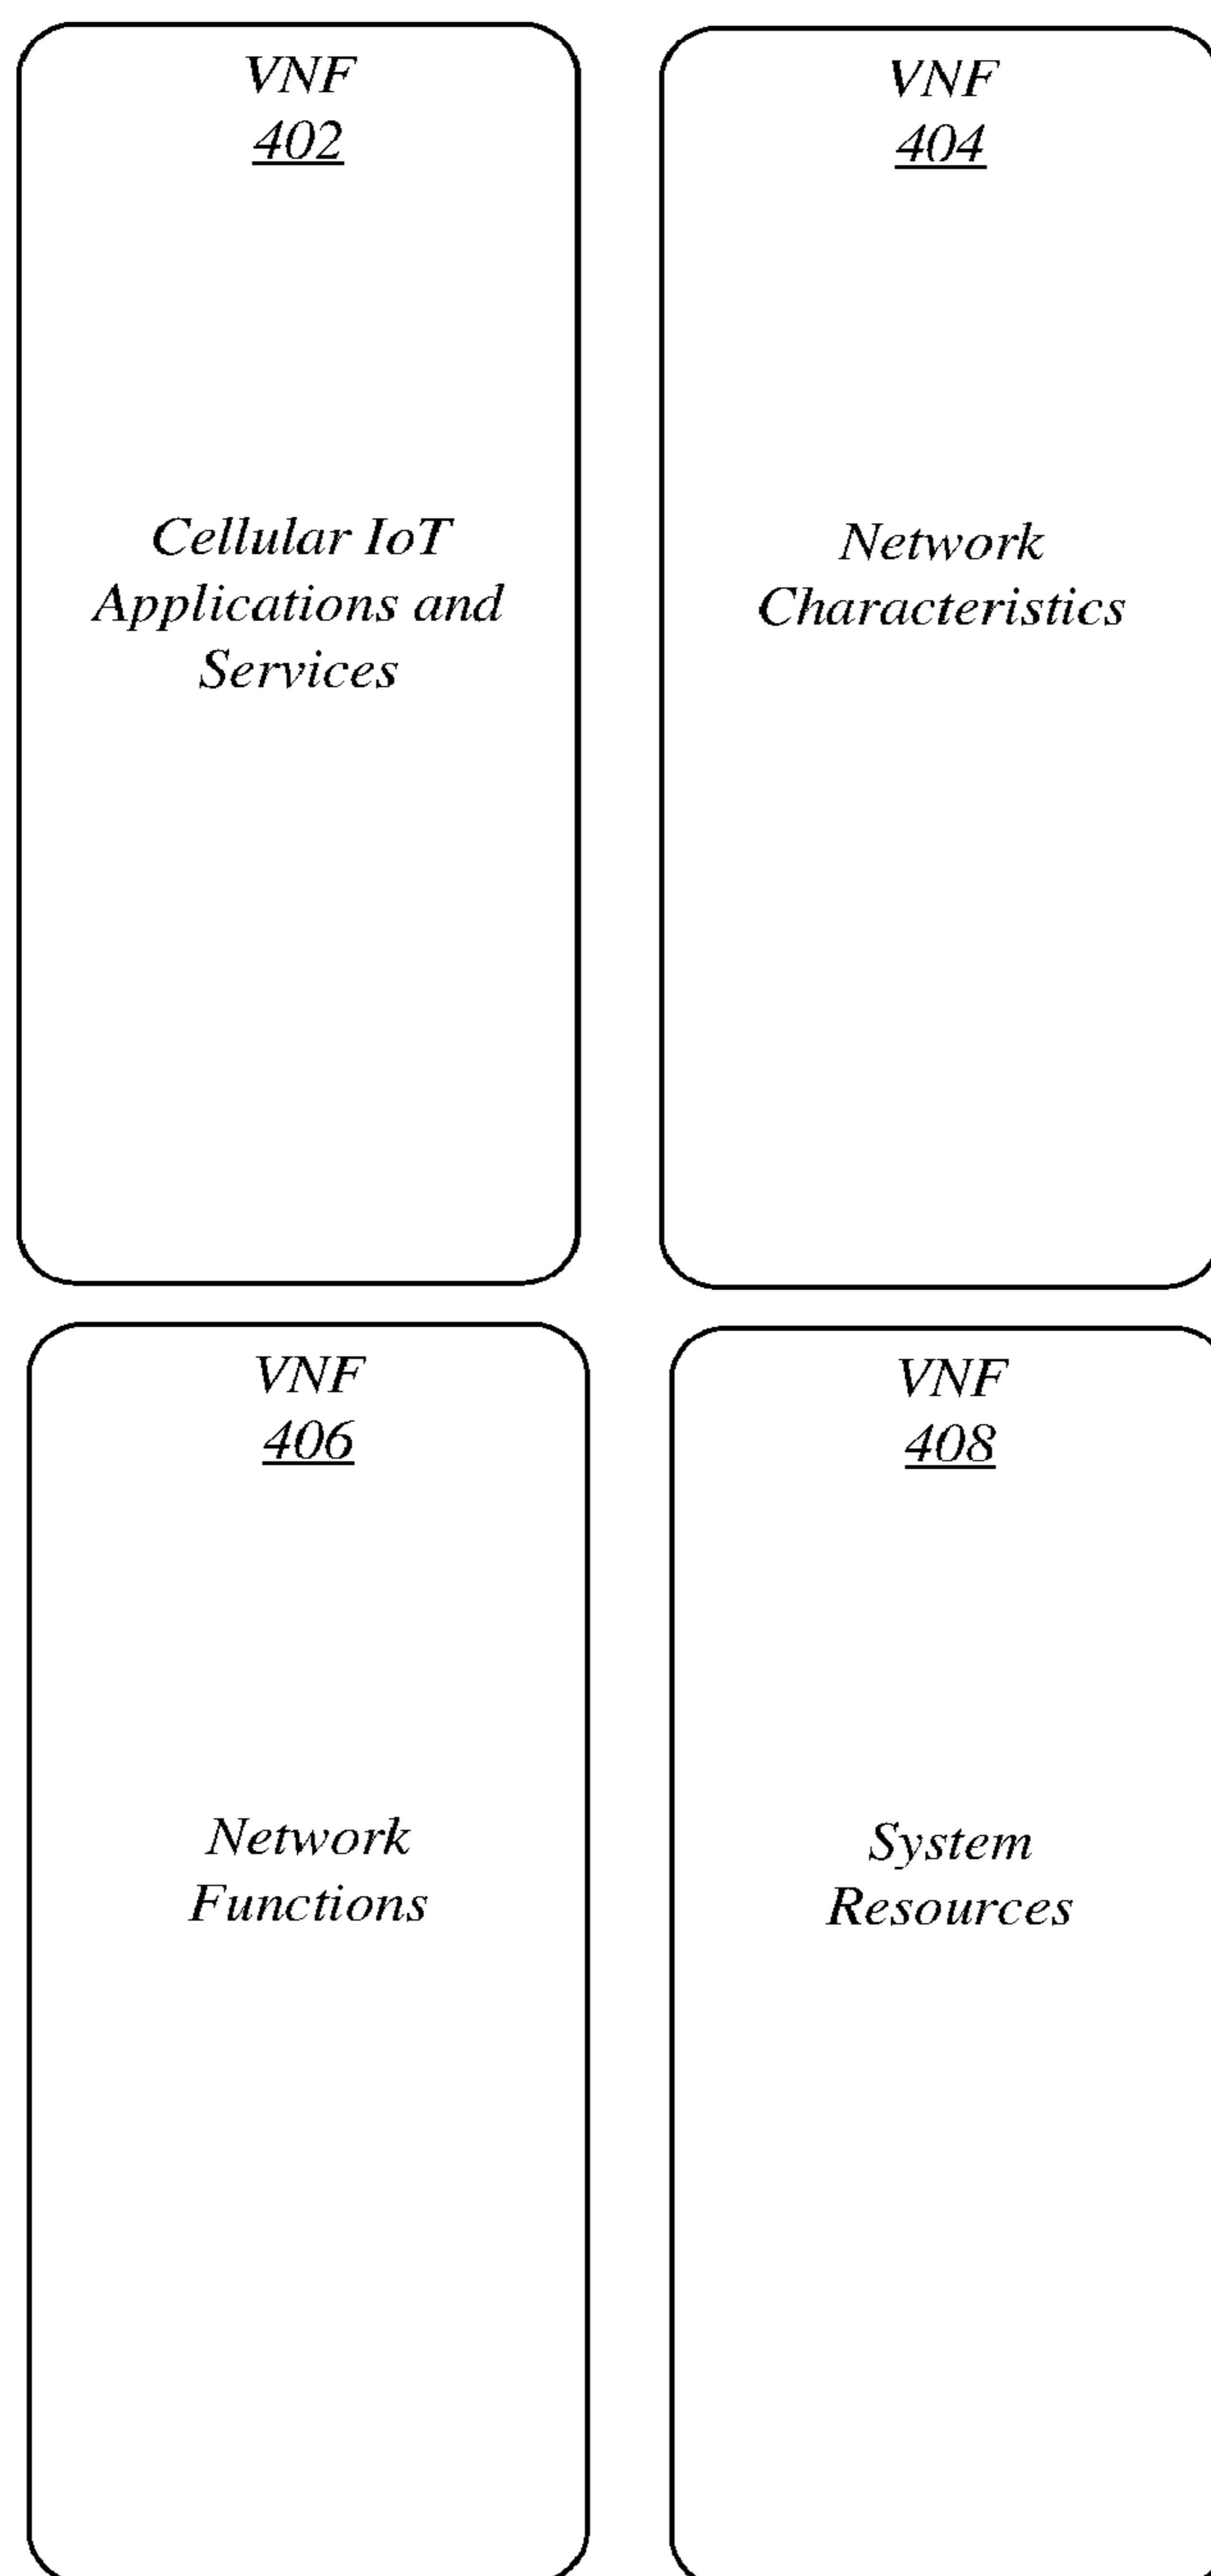 VNF
402
Cellular IoT
Applications and
Services
VNF
404
Network
Characteristics
VNF
406
Network
Functions
VNF
408
System
Resources